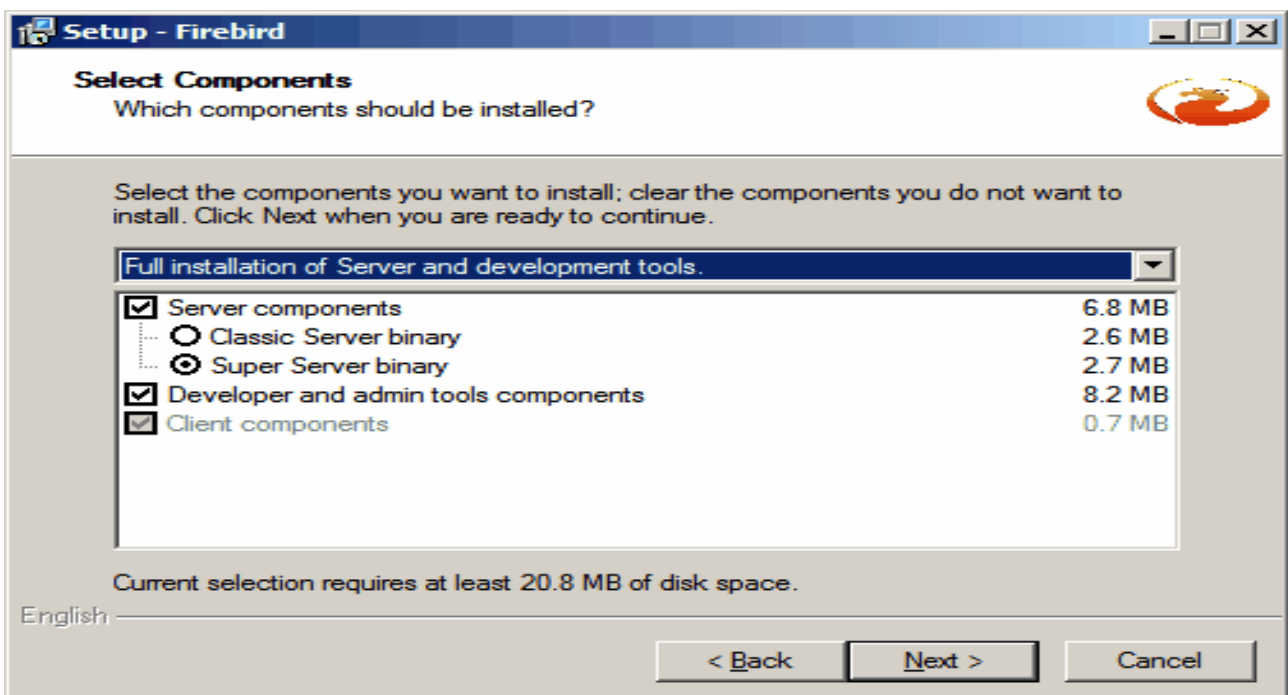 Setup - Firebird
Select Components
Which components should be installed?
Select the components you want to install; clear the components you do not want to
install. Click Next when you are ready to continue.
Full installation of Server and development tools.
Server components 6.8 MB
Classic Server binary 2.6 MB
Super Server binary 2.7 MB
Developer and admin tools components 8.2 MB
Client components 0.7 MB
Current selection requires at least 20.8 MB of disk space.
English
< Back Next > Cancel